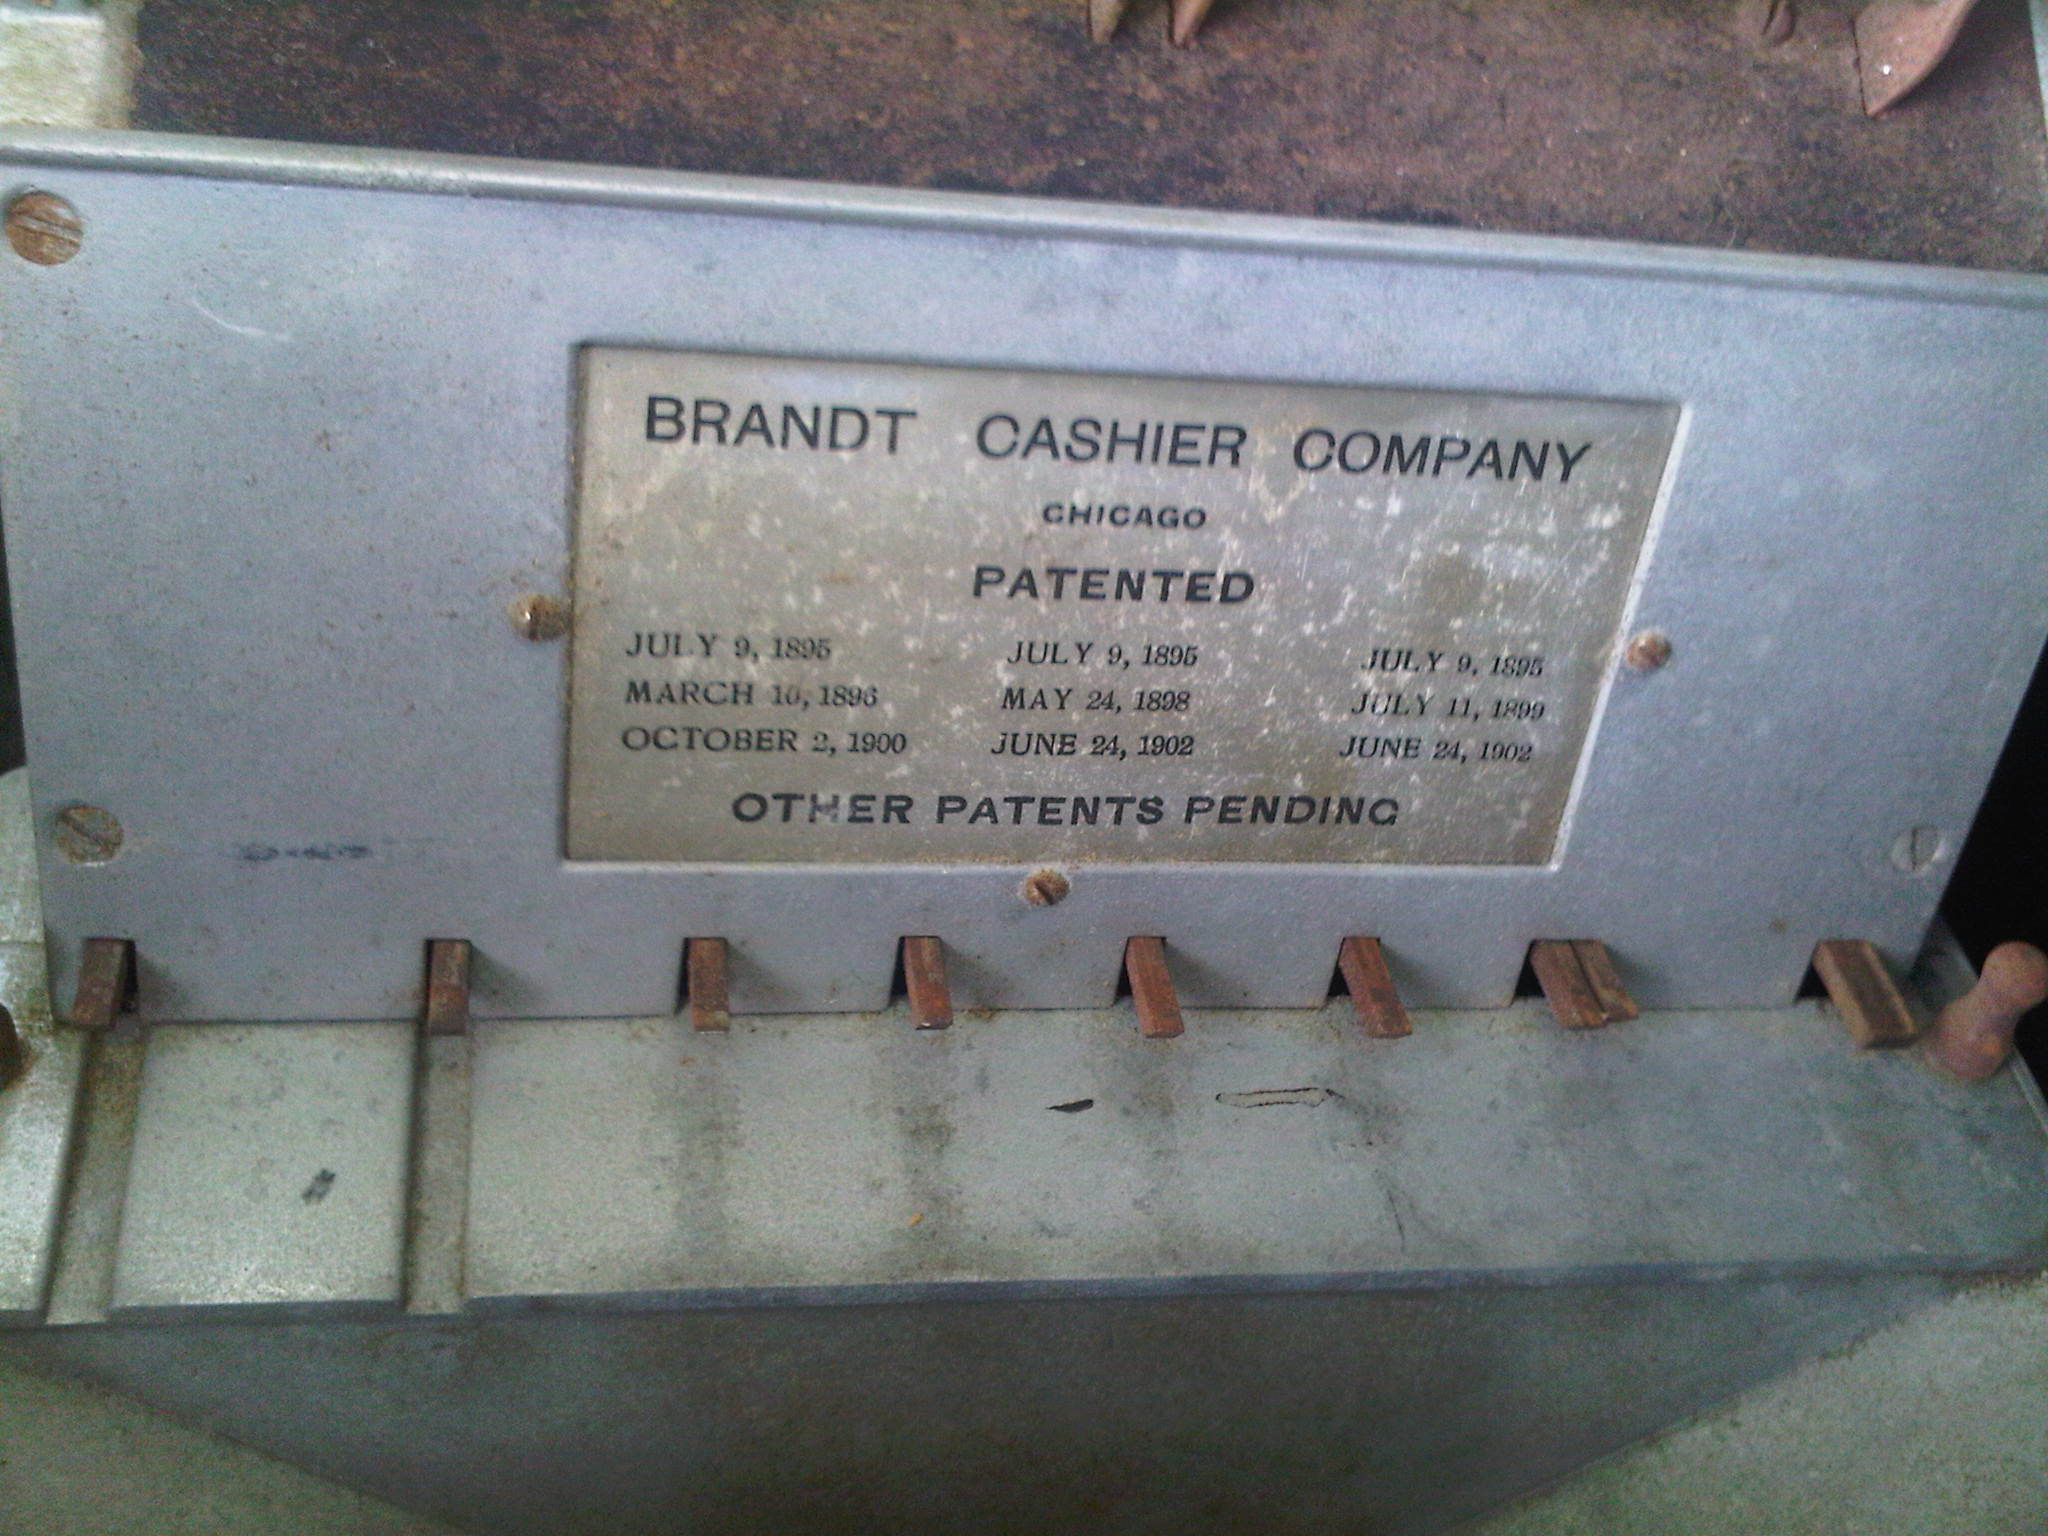 BRANDT CASHIER COMPANY
CHICAGO
PATENTED
JULY 9, 1895 JULY 9, 1895 JULY 9, 1895
MARCH 10, 1896 MAY 24, 1898 JULY 11, 1899
OCTOBER 2, 1900 JUNE 24, 1902 JUNE 24, 1902
OTHER PATENTS PENDING